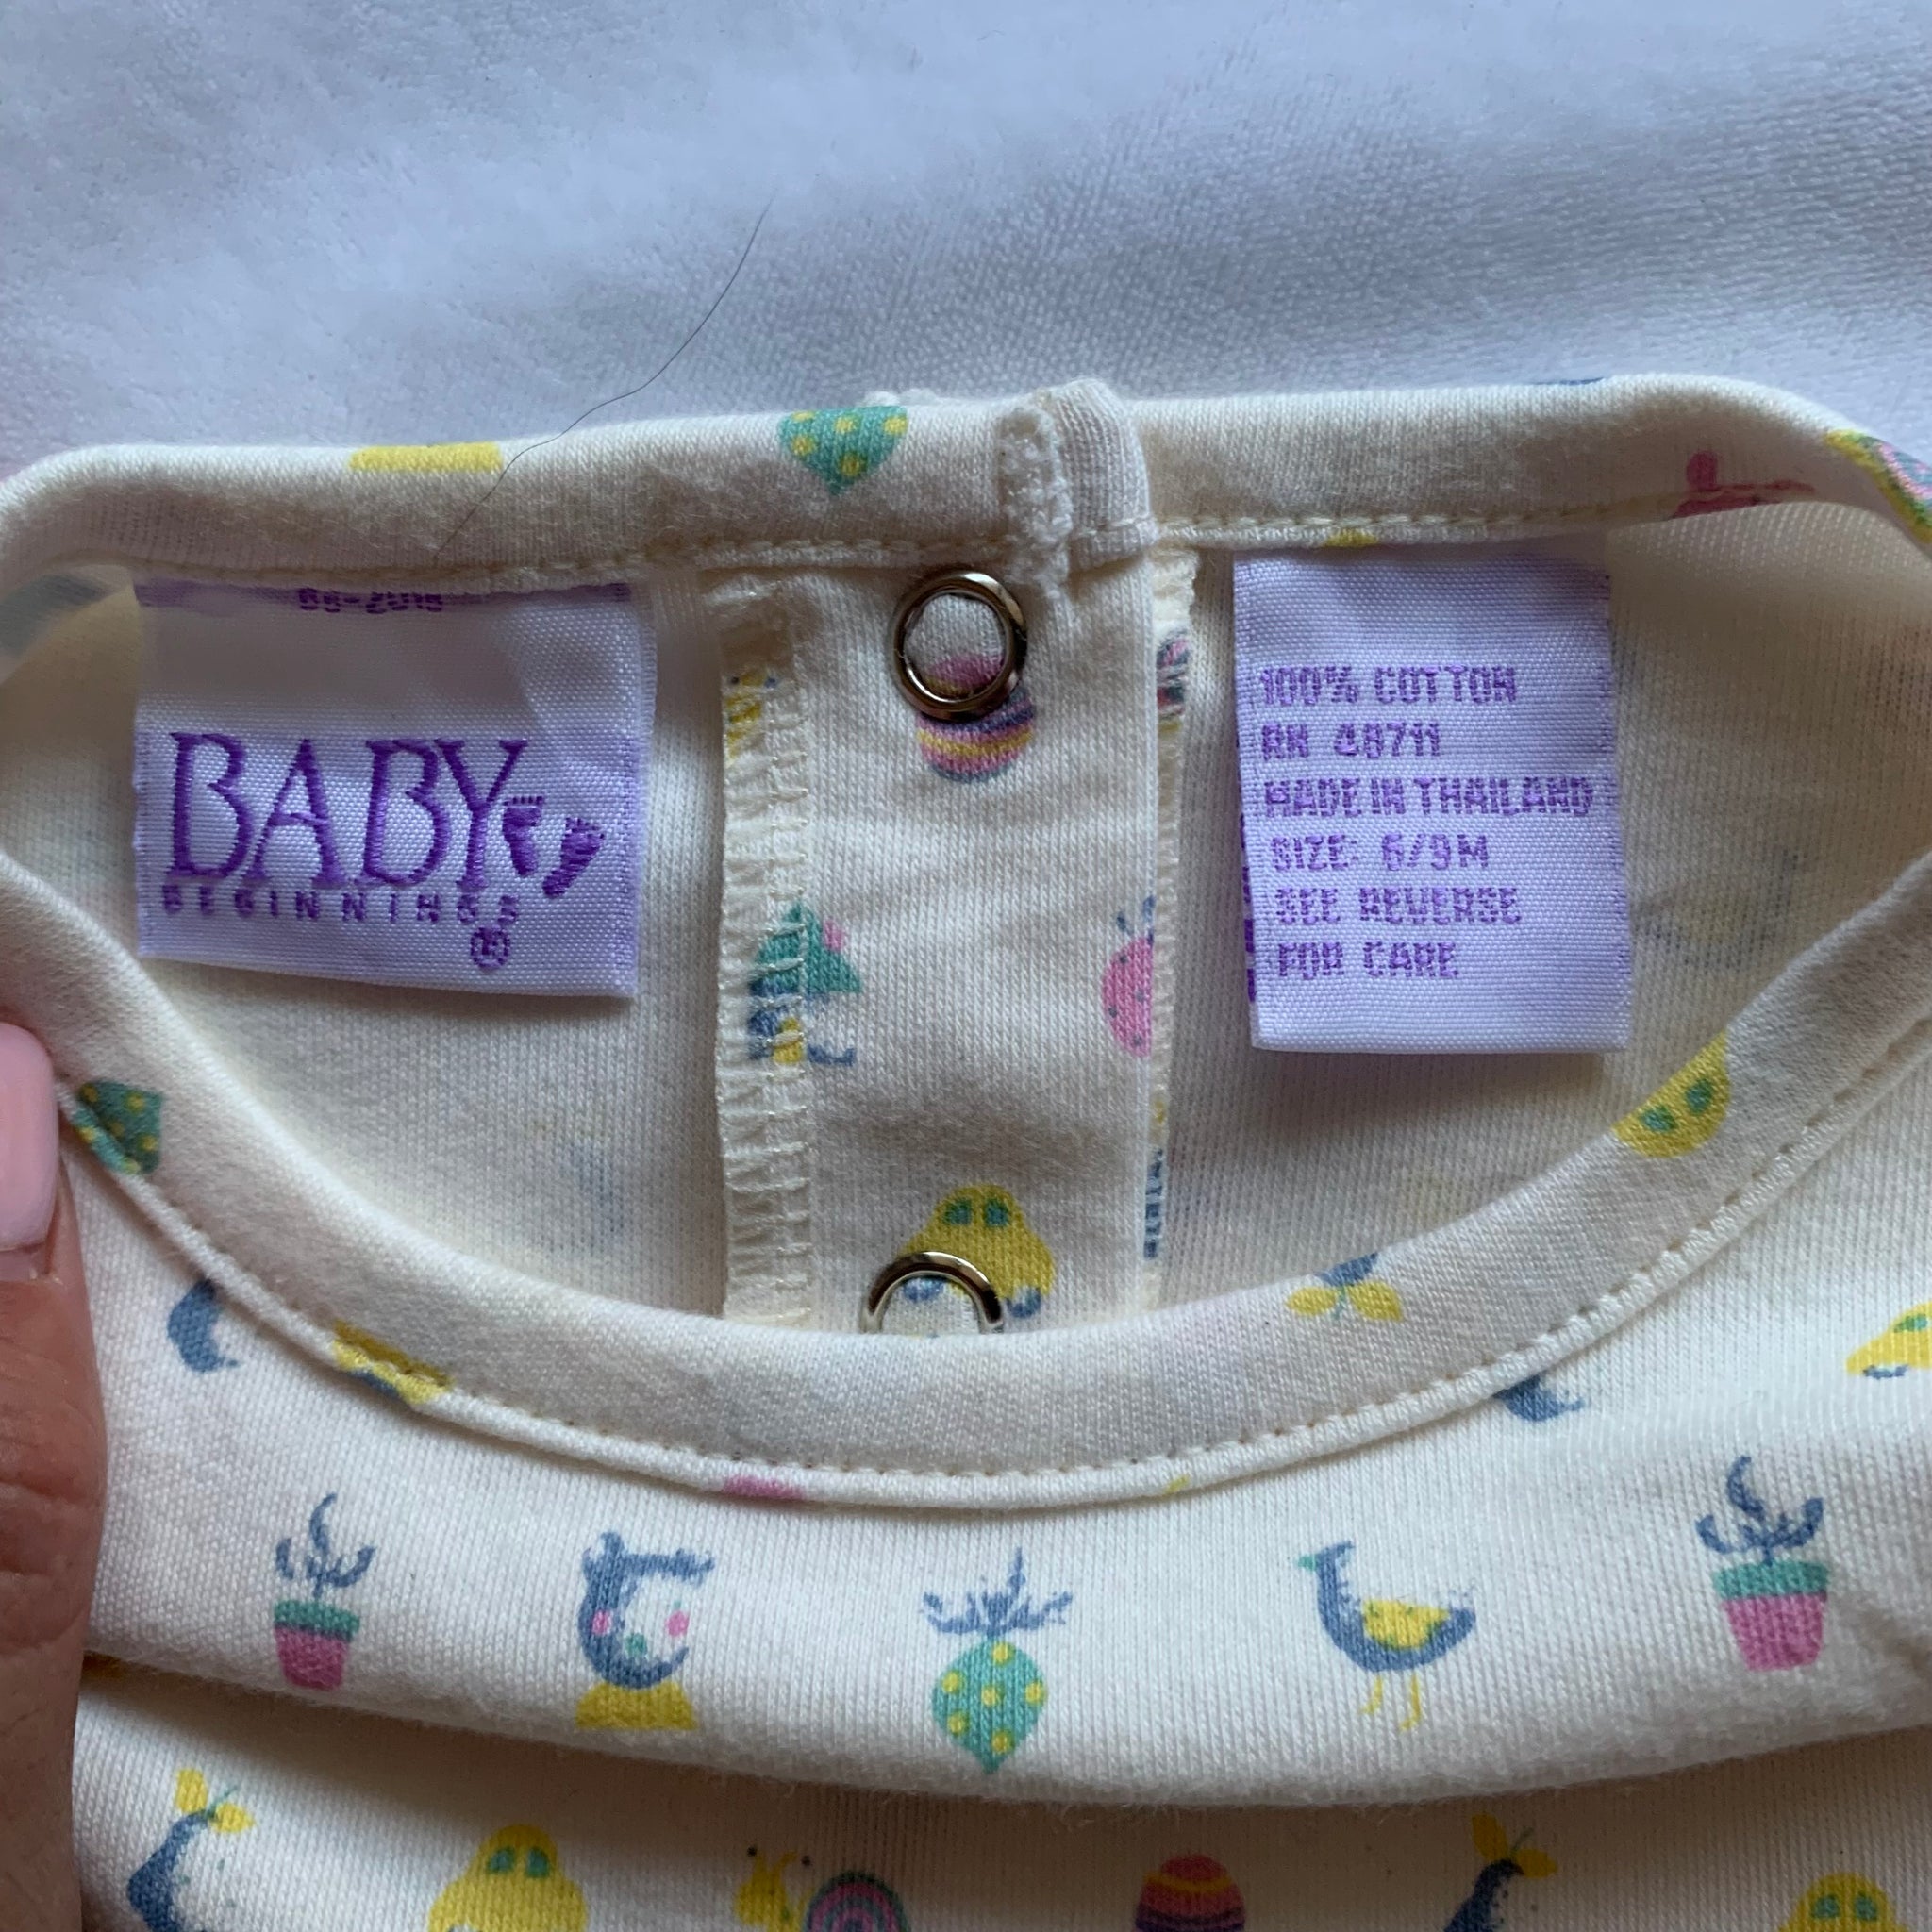 BABY
BEGINNINGS
®
100% COTTON
RN 48711
MADE IN THAILAND
SIZE: 6/9M
SEE REVERSE
FOR CARE